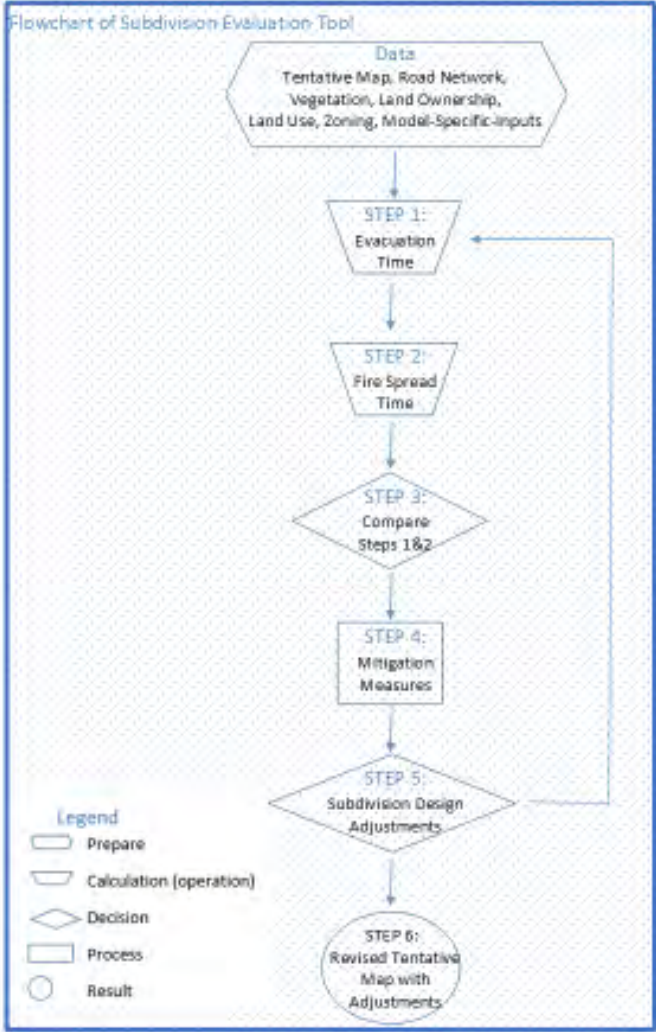 Flowchart of Subdivision Evaluation Tool
Data
Tentative Map, Road Network,
Vegetation, Land Ownership,
Land Use, Zoning, Model-Specific-Inputs
STEP 1:
Evacuation
Time
STEP 2:
Fire Spread
Time
STEP 3:
Compare
Steps 1&2
STEP 4:
Mitigation
Measures
STEP 5:
Subdivision Design
Adjustments
STEP 6:
Revised Tentative
Map with
Adjustments
Legend
Prepare
Calculation (operation)
Decision
Process
Result